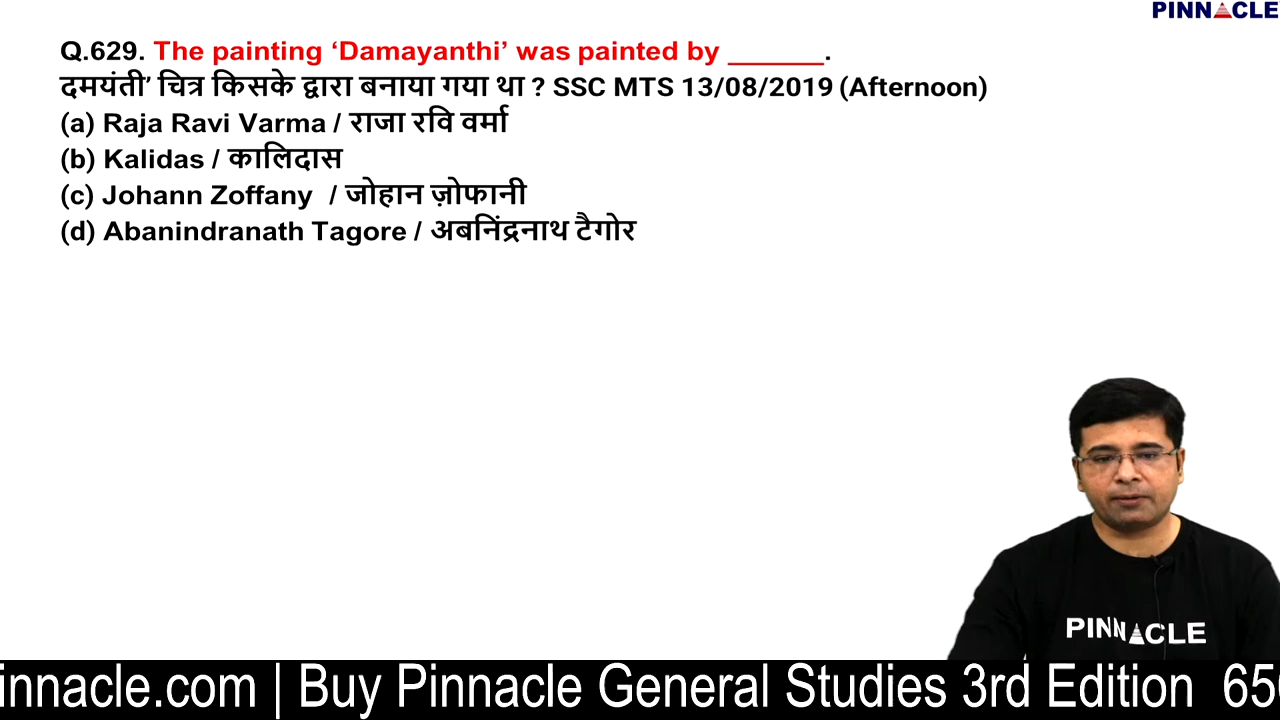 PINNACLE
Q.629. The painting ‘Damayanthi’ was painted by ______.
दमयंती’ चित्र किसके द्वारा बनाया गया था ? SSC MTS 13/08/2019 (Afternoon)
(a) Raja Ravi Varma / राजा रवि वर्मा
(b) Kalidas / कालिदास
(c) Johann Zoffany / जोहान ज़ोफानी
(d) Abanindranath Tagore / अबनिंद्रनाथ टैगोर
PINNACLE
innacle.com | Buy Pinnacle General Studies 3rd Edition 65